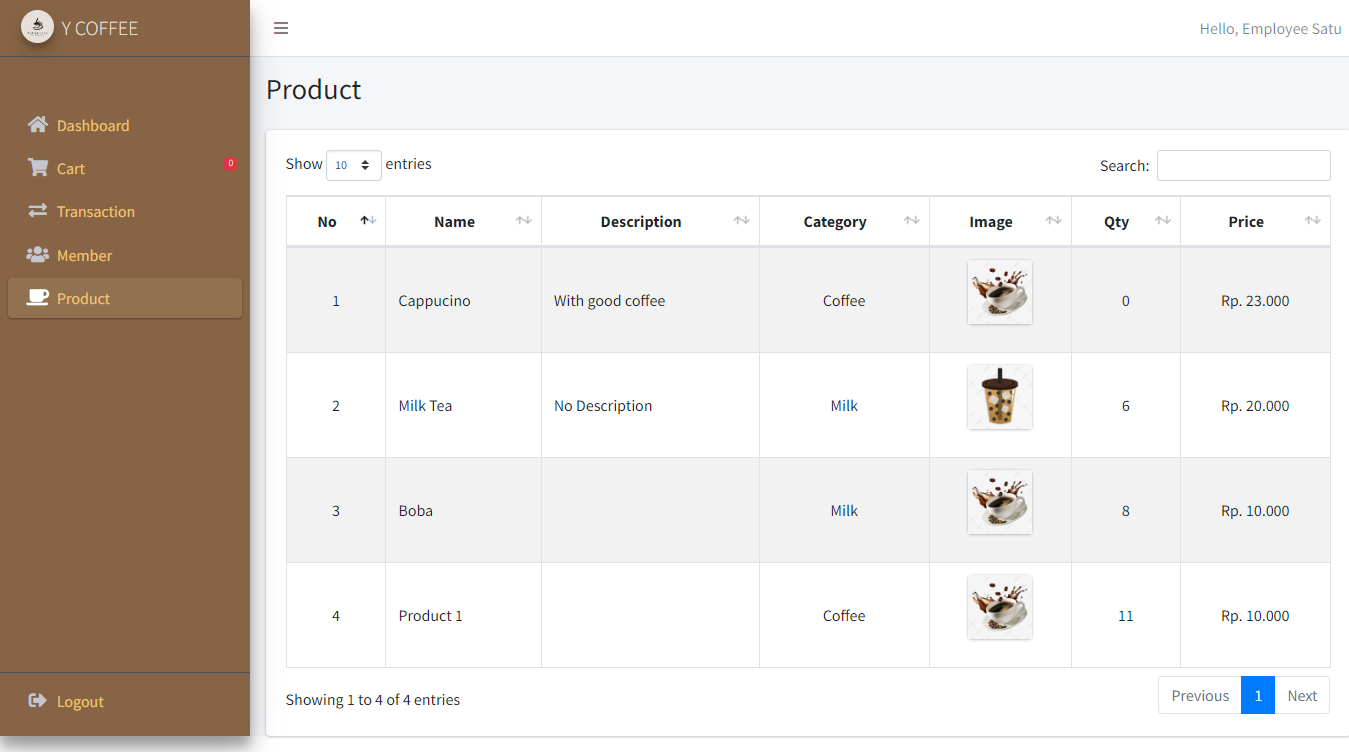 Y COFFEE
Hello, Employee Satu
Product
Dashboard
Cart 0
Transaction
Member
Product
Logout
Show 10 entries
Search:
No Name Description Category Image Qty Price
1 Cappucino With good coffee Coffee 0 Rp. 23.000
2 Milk Tea No Description Milk 6 Rp. 20.000
3 Boba Milk 8 Rp. 10.000
4 Product 1 Coffee 11 Rp. 10.000
Showing 1 to 4 of 4 entries
Previous 1 Next